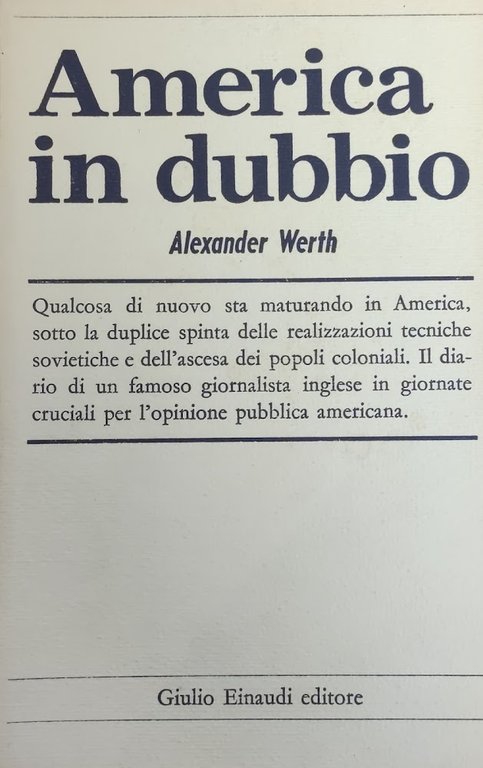 America
in dubbio
Alexander Werth
Qualcosa di nuovo sta maturando in America,
sotto la duplice spinta delle realizzazioni tecniche
sovietiche e dell'ascesa dei popoli coloniali. Il dia-
rio di un famoso giornalista inglese in giornate
cruciali per l'opinione pubblica americana.
Giulio Einaudi editore